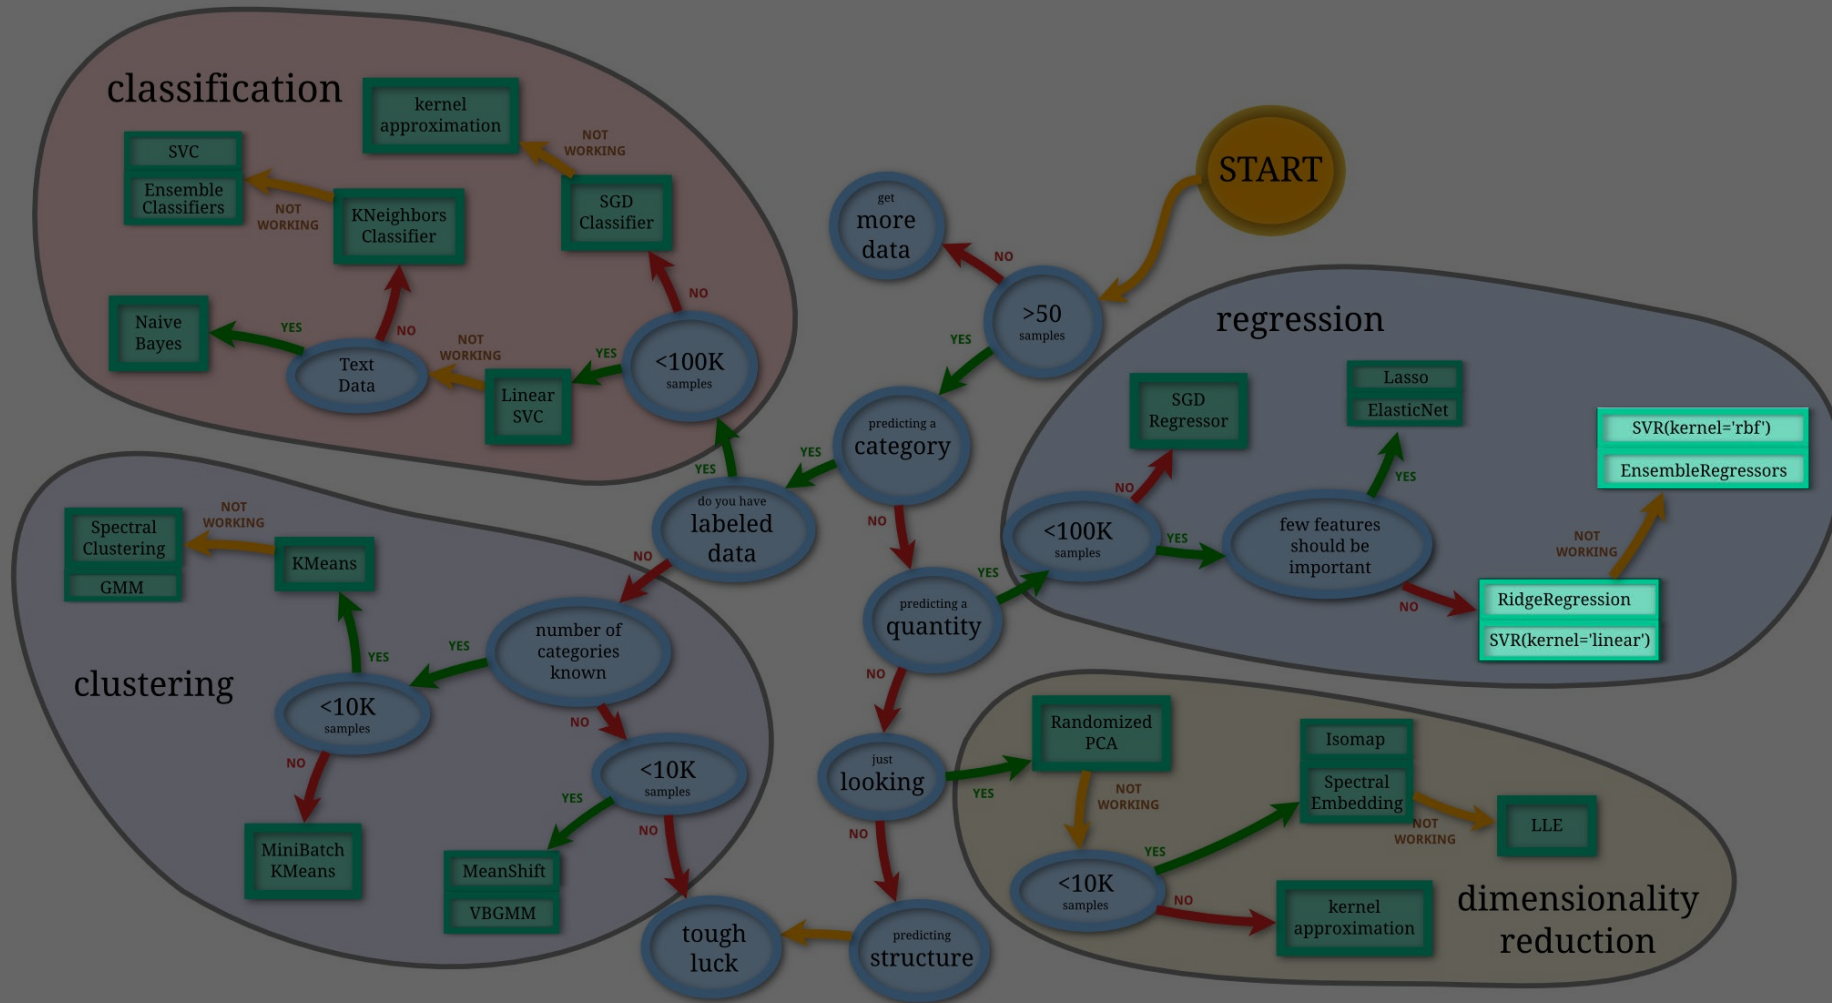 classification
kernel
approximation
NOT
WORKING
SVC
Ensemble
Classifiers
NOT
WORKING
KNeighbors
Classifier
SGD
Classifier
NO
Naive
Bayes
YES
NO
Text
Data
NOT
WORKING
Linear
SVC
YES
<100K
samples
YES
START
get
more
data
NO
>50
samples
YES
predicting a
category
YES
NO
do you have
labeled
data
NO
predicting a
quantity
YES
NO
just
looking
YES
NO
predicting
structure
tough
luck
regression
SGD
Regressor
NO
<100K
samples
YES
Lasso
ElasticNet
YES
few features
should be
important
NO
SVR(kernel='rbf')
EnsembleRegressors
NOT
WORKING
RidgeRegression
SVR(kernel='linear')
clustering
Spectral
Clustering
GMM
NOT
WORKING
KMeans
YES
number of
categories
known
YES
<10K
samples
NO
NO
<10K
samples
YES
NO
MiniBatch
KMeans
MeanShift
VBGMM
Randomized
PCA
NOT
WORKING
<10K
samples
YES
NO
Isomap
Spectral
Embedding
NOT
WORKING
LLE
kernel
approximation
dimensionality
reduction